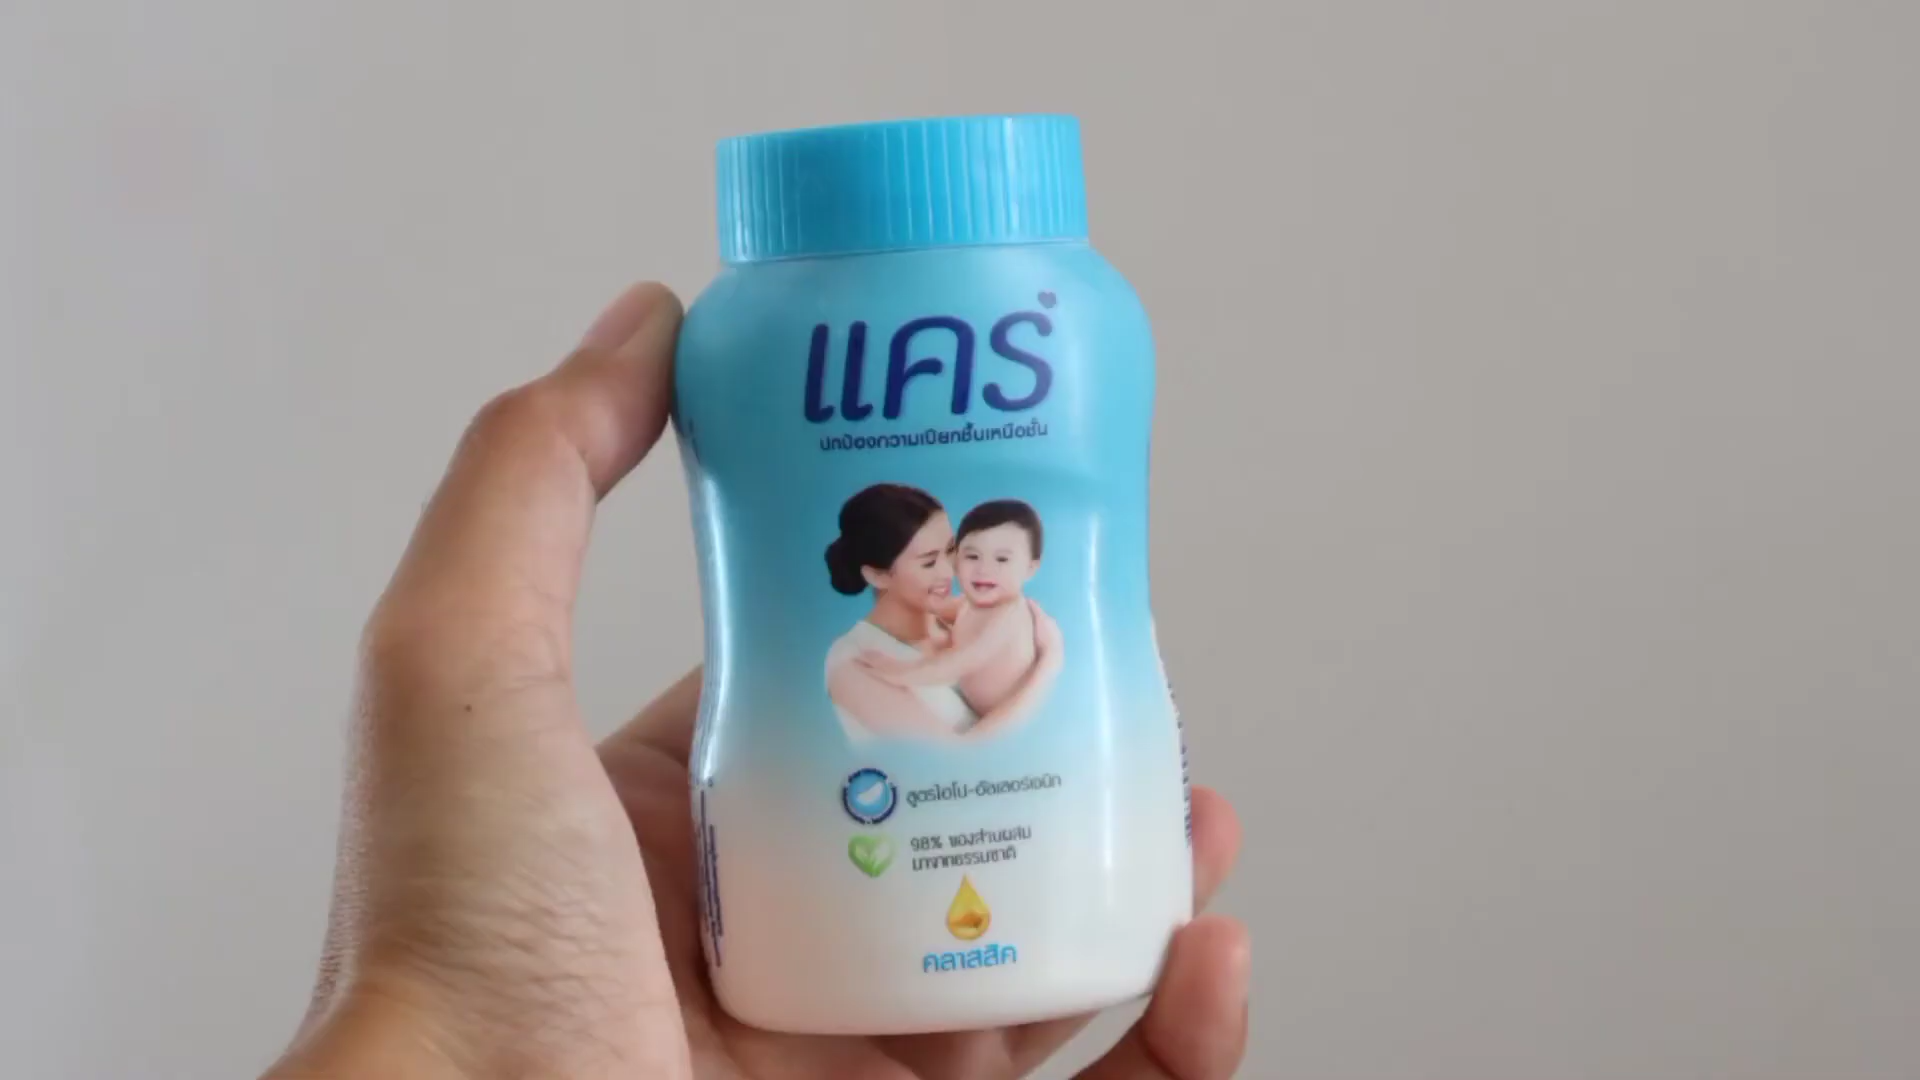 แคร์
ปกป้องความเปียกชื้นเหนือชั้น
สูตรไฮโป-อัลเลอร์เจนิก
98% ของส่วนผสม
มาจากธรรมชาติ
คลาสสิค